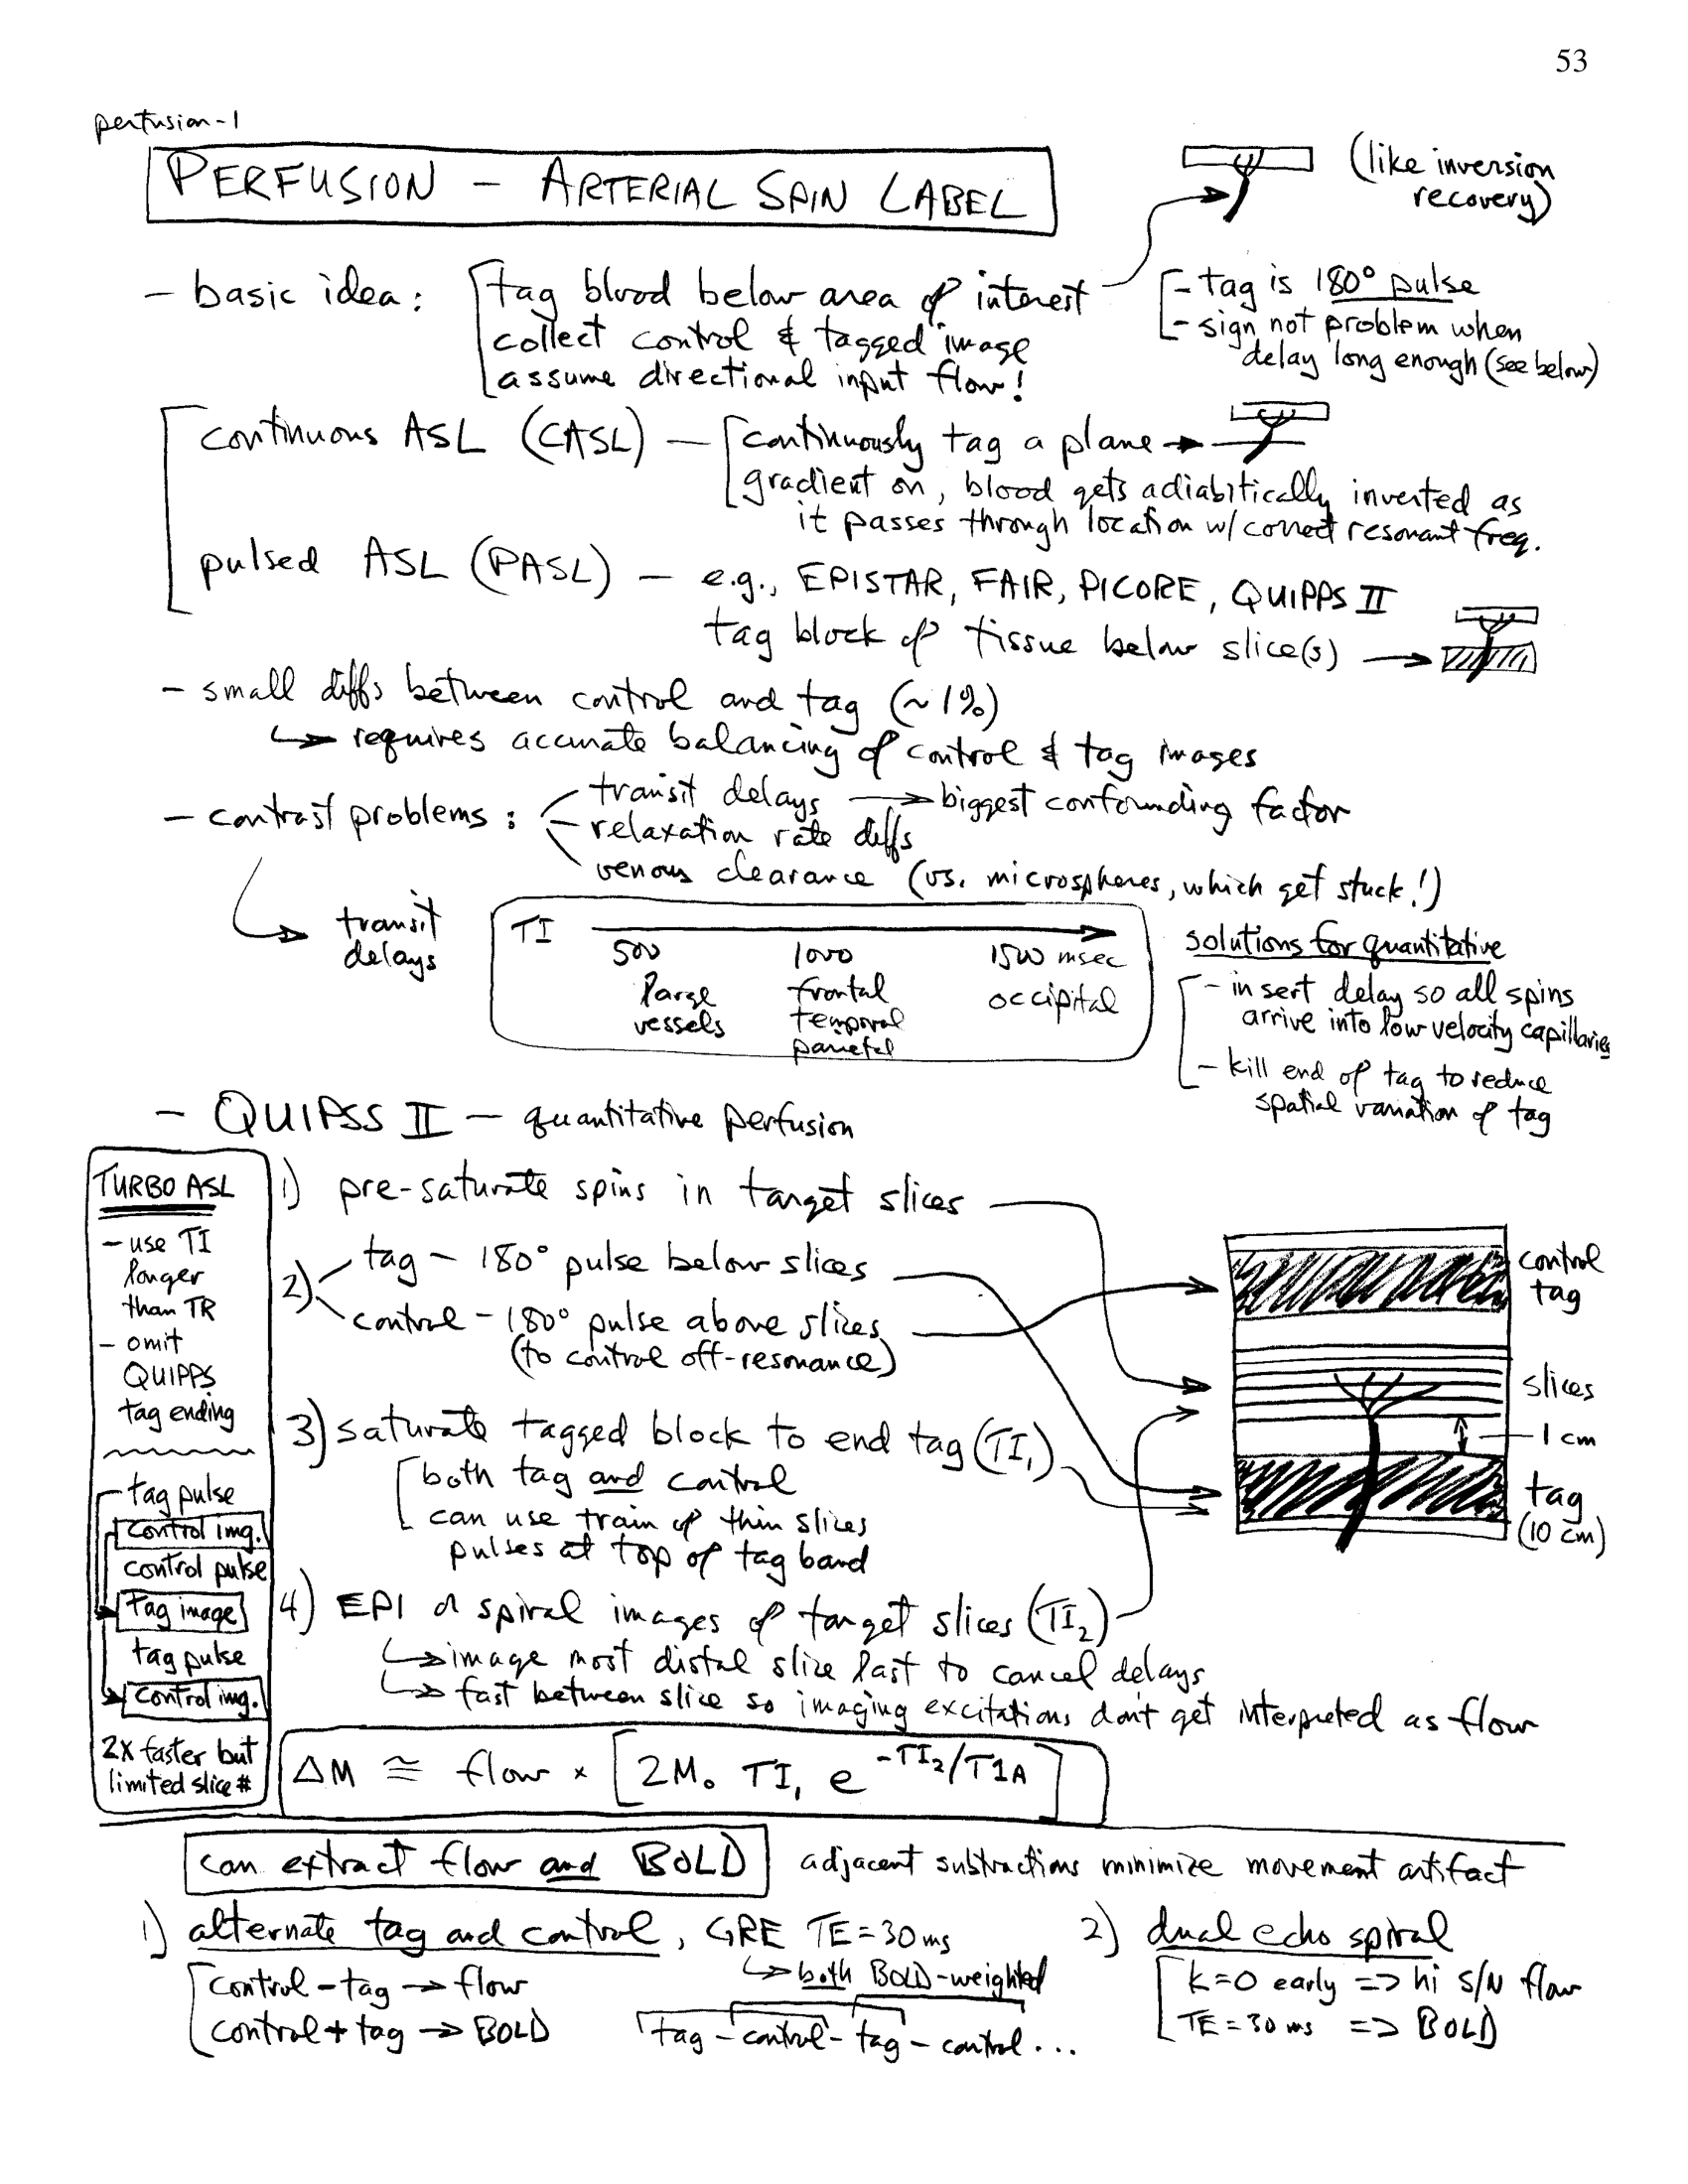 53
perfusion-1
PERFUSION – ARTERIAL SPIN LABEL
(like inversion
recovery)
– basic idea: tag blood below area of interest
collect control & tagged image
assume directional input flow!
– tag is 180° pulse
– sign not problem when
delay long enough (see below)
continuous ASL (CASL) — continuously tag a plane →
gradient on, blood gets adiabitically inverted as
it passes through location w/ correct resonant freq.
pulsed ASL (PASL) – e.g., EPISTAR, FAIR, PICORE, QUIPPS II
tag block of tissue below slice(s) →
– small diffs between control and tag (~1%)
↳ requires accurate balancing of control & tag images
– contrast problems: transit delays → biggest confounding factor
– relaxation rate diffs
venous clearance (vs. microspheres, which get stuck!)
→ transit
delays
TI
500 1000 1500 msec
large frontal occipital
vessels temporal
parietal
solutions for quantitative
– insert delay so all spins
arrive into low velocity capillaries
– kill end of tag to reduce
spatial variation of tag
– QUIPSS II – quantitative perfusion
1) pre-saturate spins in target slices
2) tag – 180° pulse below slices
control – 180° pulse above slices
(to control off-resonance)
3) saturate tagged block to end tag (TI₁)
both tag and control
can use train of thin slices
pulses at top of tag band
4) EPI or spiral images of target slices (TI₂)
↳ image most distal slice last to cancel delays
↳ fast between slice so imaging excitations don't get interpreted as flow
control
tag
slices
1 cm
tag
(10 cm)
TURBO ASL
– use TI
longer
than TR
– omit
QUIPPS
tag ending
tag pulse
control img.
control pulse
tag image
tag pulse
control img.
2x faster but
limited slice #
ΔM ≅ flow × [2M₀ TI₁ e^(-TI₂/T1A)]
can extract flow and BOLD
adjacent subtractions minimize movement artifact
1) alternate tag and control, GRE TE=30ms
↳ both BOLD-weighted
control – tag → flow
control + tag → BOLD
tag – control – tag – control ...
2) dual echo spiral
k=0 early => hi S/N flow
TE=30 ms => BOLD